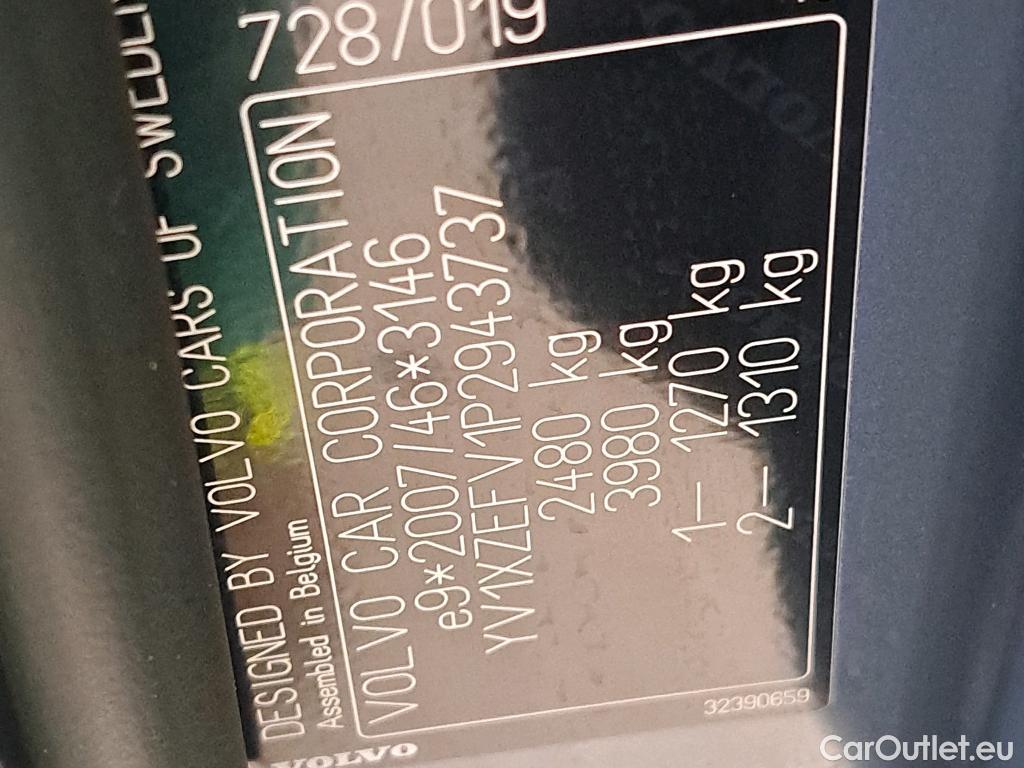 DESIGNED BY VOLVO CARS OF SWEDEN
Assembled in Belgium
728/019
VOLVO CAR CORPORATION
e9*2007/46*3146
YV1XZEFV1P2943737
2480 kg
3980 kg
1– 1270 kg
2– 1310 kg
32390659
VOLVO
CarOutlet.eu